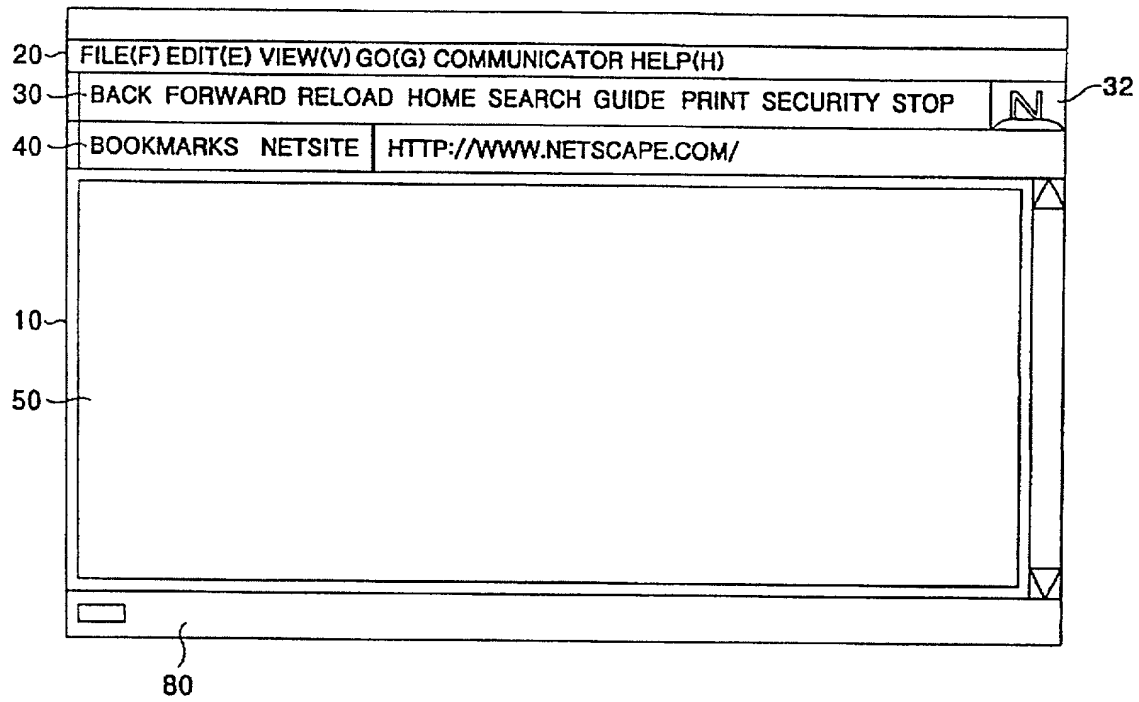 20 FILE(F) EDIT(E) VIEW(V) GO(G) COMMUNICATOR HELP(H)
30 BACK FORWARD RELOAD HOME SEARCH GUIDE PRINT SECURITY STOP N 32
40 BOOKMARKS NETSITE HTTP://WWW.NETSCAPE.COM/
10
50
80